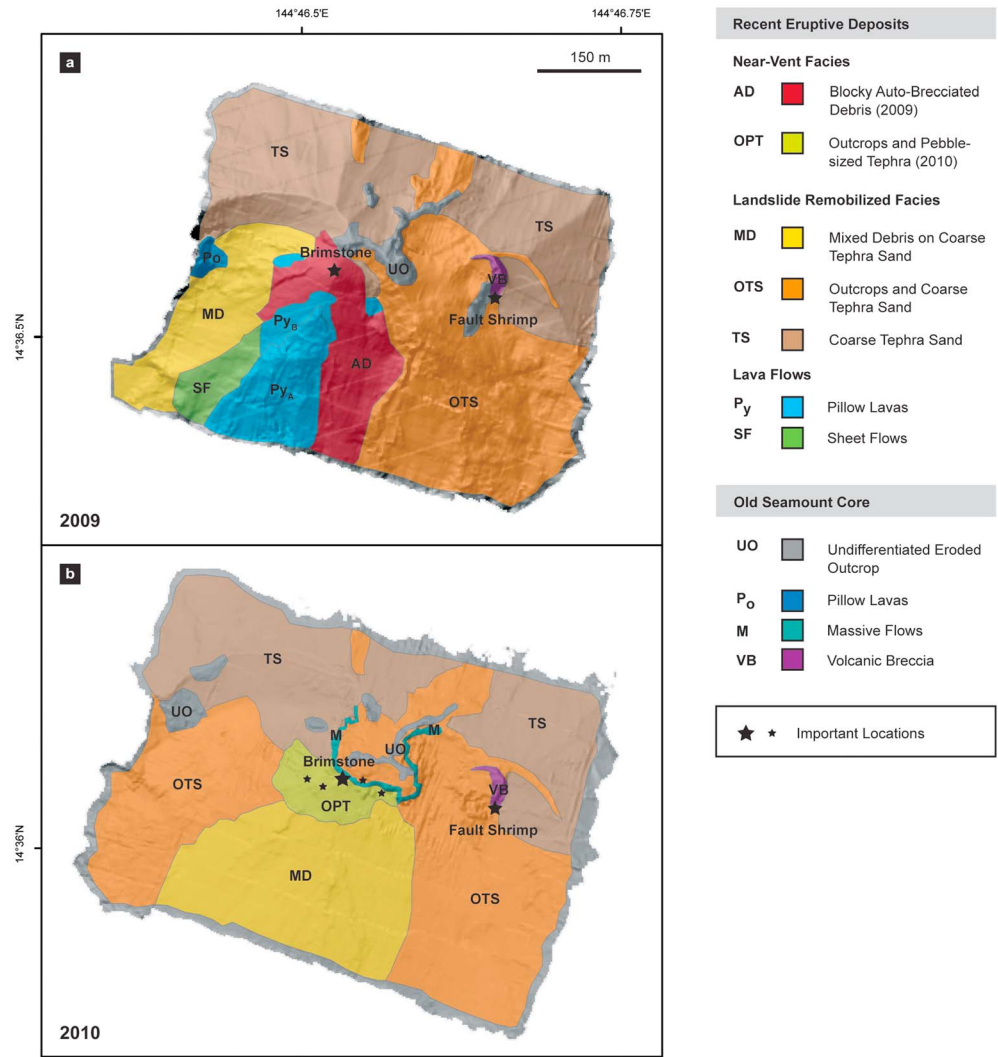 144°46.5'E
144°46.75'E
a
150 m
TS
TS
Brimstone
Po
UO
VB
Fault Shrimp
MD
PyB
14°36.5'N
AD
SF
PyA
OTS
2009
b
TS
UO
M
M
TS
UO
Brimstone
OTS
VB
OPT
Fault Shrimp
14°36'N
MD
OTS
2010
Recent Eruptive Deposits
Near-Vent Facies
AD Blocky Auto-Brecciated
Debris (2009)
OPT Outcrops and Pebble-
sized Tephra (2010)
Landslide Remobilized Facies
MD Mixed Debris on Coarse
Tephra Sand
OTS Outcrops and Coarse
Tephra Sand
TS Coarse Tephra Sand
Lava Flows
Py Pillow Lavas
SF Sheet Flows
Old Seamount Core
UO Undifferentiated Eroded
Outcrop
Po Pillow Lavas
M Massive Flows
VB Volcanic Breccia
Important Locations